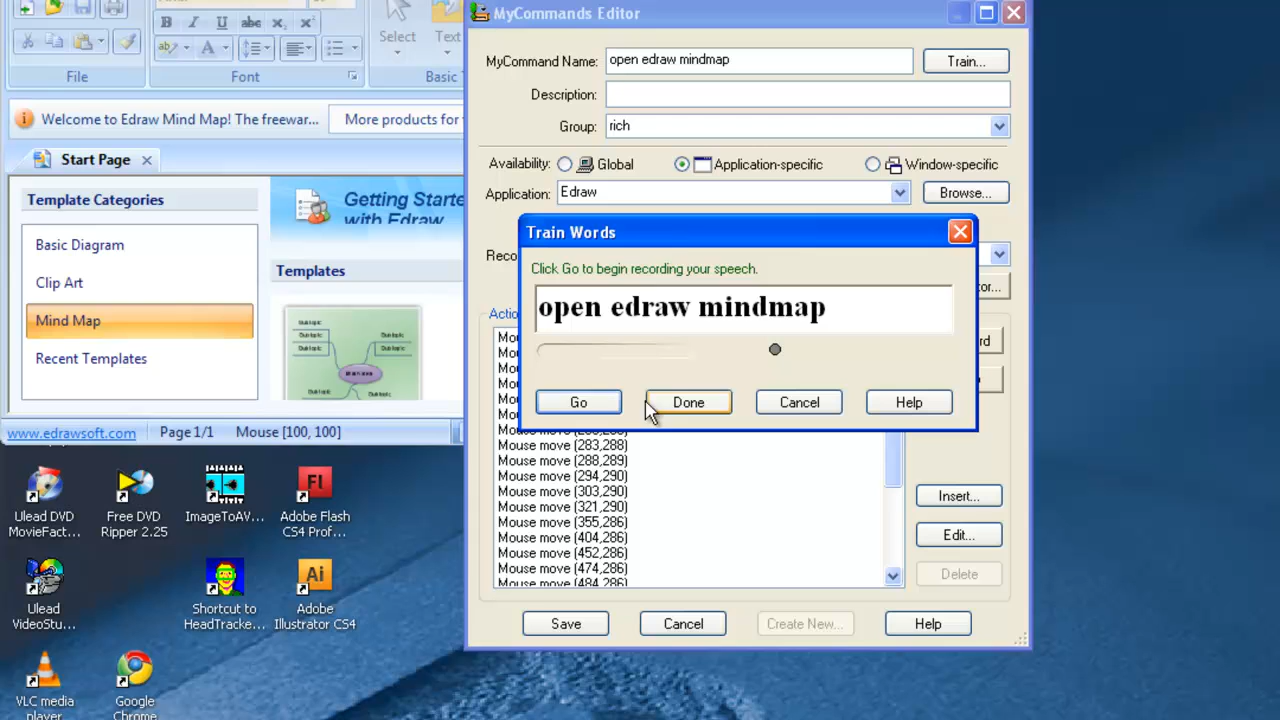 MyCommands Editor
B I U abc x₂ x²
Select
Text
File
Font
Basic
Welcome to Edraw Mind Map! The freewar...
More products for
Start Page
Template Categories
Basic Diagram
Clip Art
Mind Map
Recent Templates
Getting Starte
with Edraw
Templates
www.edrawsoft.com
Page 1/1
Mouse [100, 100]
MyCommand Name:
open edraw mindmap
Train...
Description:
Group:
rich
Availability:
Global
Application-specific
Window-specific
Application:
Edraw
Browse...
Train Words
Click Go to begin recording your speech.
open edraw mindmap
Go
Done
Cancel
Help
Mouse move (283,288)
Mouse move (288,289)
Mouse move (294,290)
Mouse move (303,290)
Mouse move (321,290)
Mouse move (355,286)
Mouse move (404,286)
Mouse move (452,286)
Mouse move (474,286)
Mouse move (484,286)
Insert...
Edit...
Delete
Save
Cancel
Create New...
Help
Ulead DVD
MovieFact...
Free DVD
Ripper 2.25
ImageToAV...
Adobe Flash
CS4 Prof...
Ulead
VideoStu...
Shortcut to
HeadTracke...
Adobe
Illustrator CS4
VLC media
player
Google
Chrome